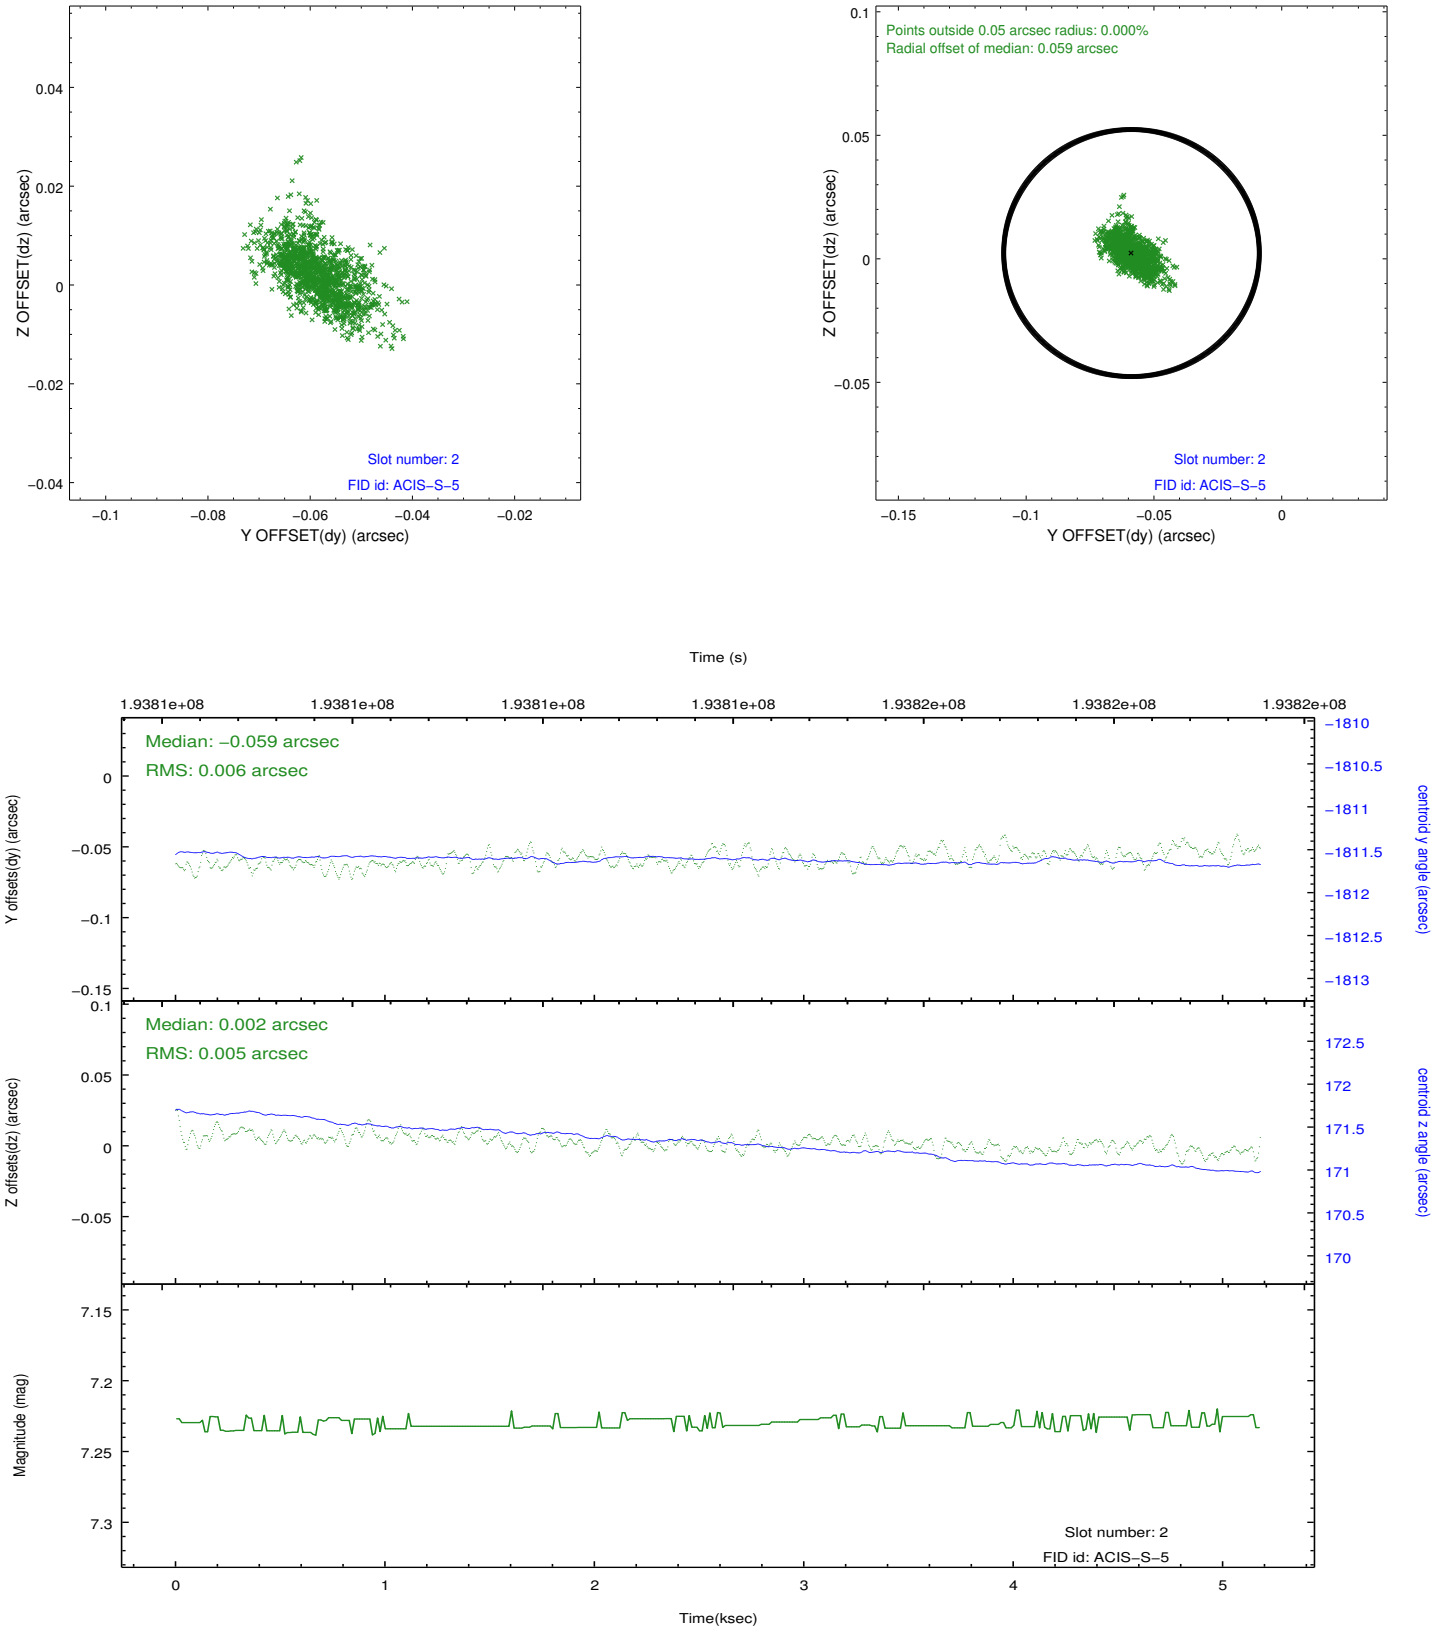 0.04
0.02
0
−0.02
−0.04
Z OFFSET(dz) (arcsec)
Slot number: 2
FID id: ACIS−S−5
−0.1
−0.08
−0.06
−0.04
−0.02
Y OFFSET(dy) (arcsec)
Points outside 0.05 arcsec radius: 0.000%
Radial offset of median: 0.059 arcsec
0.1
0.05
0
−0.05
Z OFFSET(dz) (arcsec)
Slot number: 2
FID id: ACIS−S−5
−0.15
−0.1
−0.05
0
Y OFFSET(dy) (arcsec)
Time (s)
1.9381e+08
1.9381e+08
1.9381e+08
1.9381e+08
1.9382e+08
1.9382e+08
1.9382e+08
Median: −0.059 arcsec
RMS: 0.006 arcsec
0
−0.05
−0.1
−0.15
Y offsets(dy) (arcsec)
−1810
−1810.5
−1811
−1811.5
−1812
−1812.5
−1813
centroid y angle (arcsec)
Median: 0.002 arcsec
RMS: 0.005 arcsec
0.1
0.05
0
−0.05
Z offsets(dz) (arcsec)
172.5
172
171.5
171
170.5
170
centroid z angle (arcsec)
7.15
7.2
7.25
7.3
Magnitude (mag)
Slot number: 2
FID id: ACIS−S−5
0
1
2
3
4
5
Time(ksec)